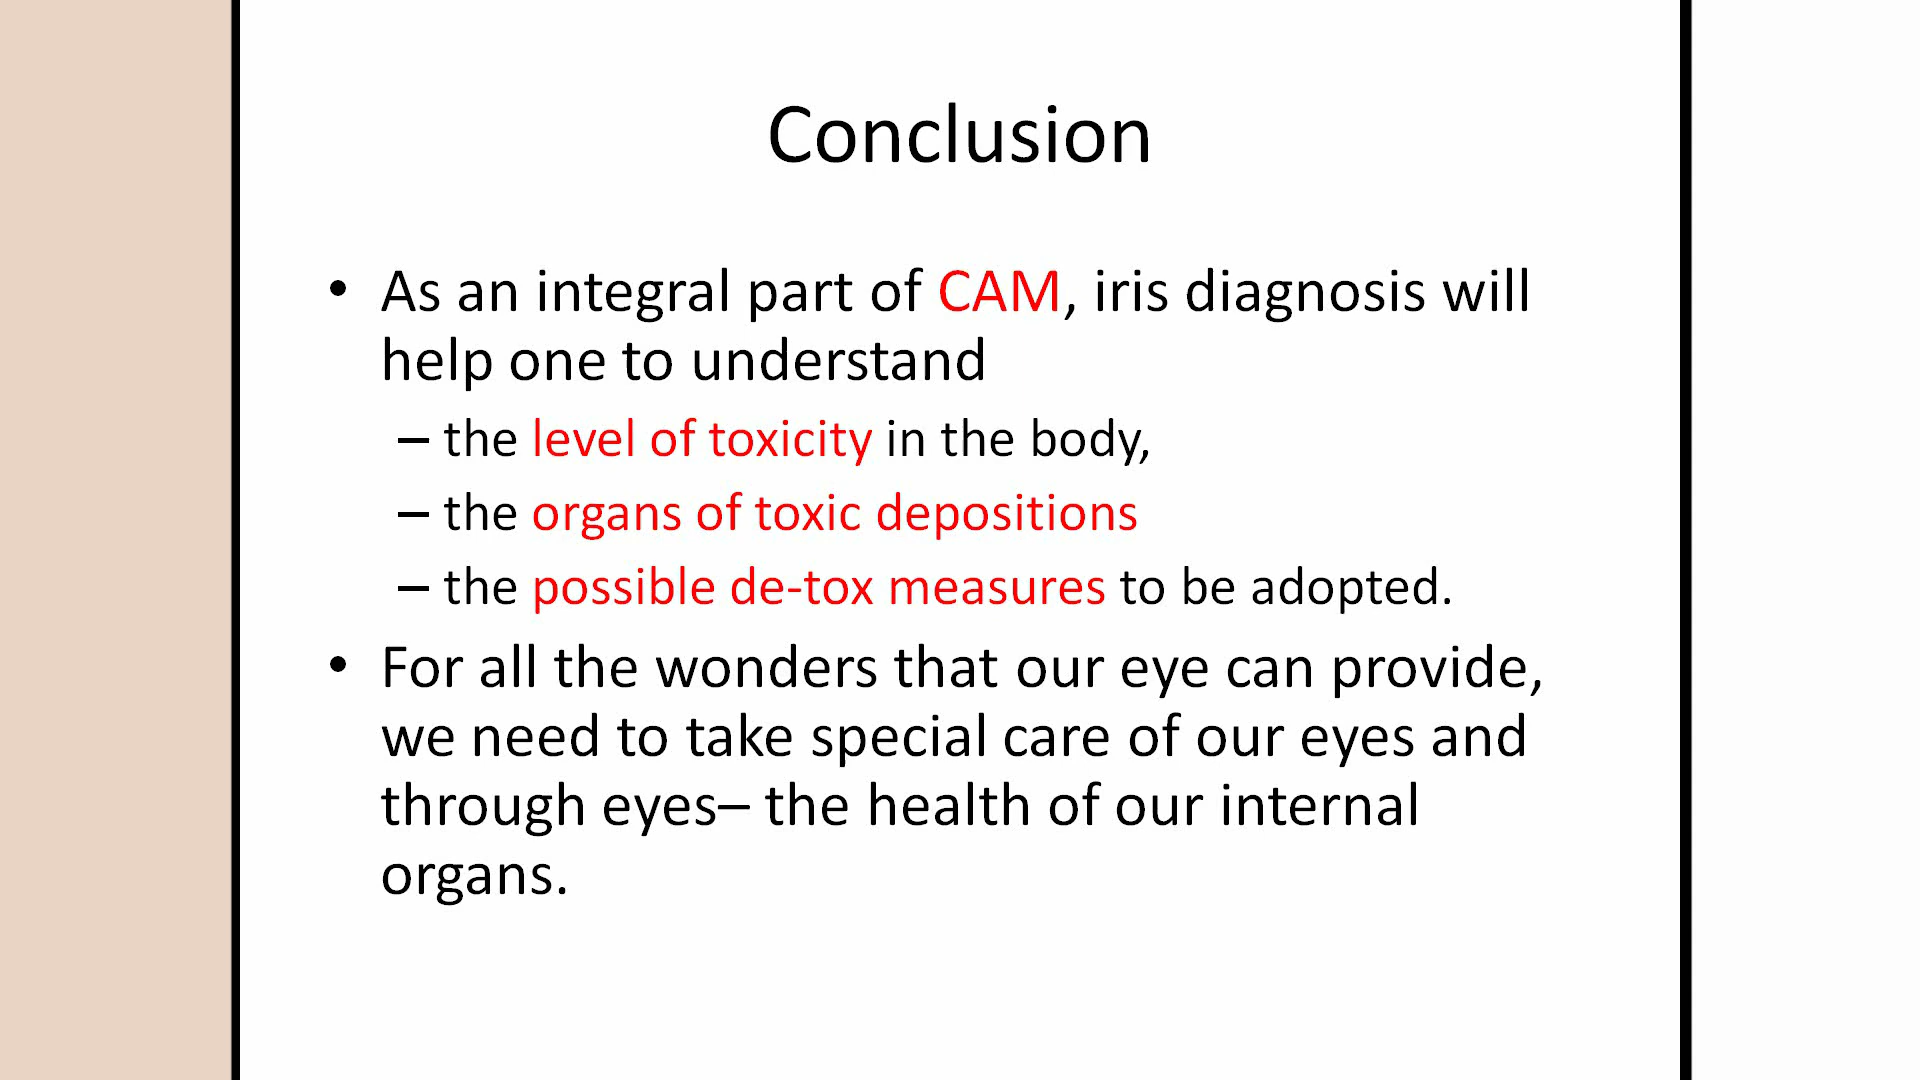 Conclusion
• As an integral part of CAM, iris diagnosis will
help one to understand
– the level of toxicity in the body,
– the organs of toxic depositions
– the possible de-tox measures to be adopted.
• For all the wonders that our eye can provide,
we need to take special care of our eyes and
through eyes– the health of our internal
organs.